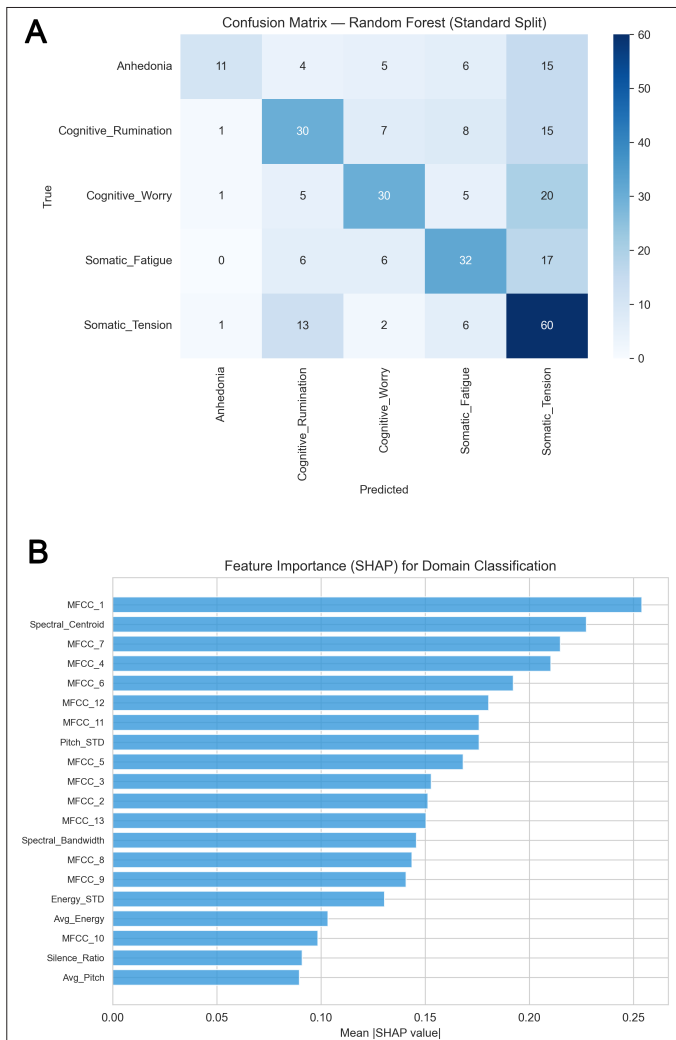 A
Confusion Matrix — Random Forest (Standard Split)
Anhedonia 11 4 5 6 15
Cognitive_Rumination 1 30 7 8 15
Cognitive_Worry 1 5 30 5 20
Somatic_Fatigue 0 6 6 32 17
Somatic_Tension 1 13 2 6 60
True
Anhedonia
Cognitive_Rumination
Cognitive_Worry
Somatic_Fatigue
Somatic_Tension
Predicted
60
50
40
30
20
10
0
B
Feature Importance (SHAP) for Domain Classification
MFCC_1
Spectral_Centroid
MFCC_7
MFCC_4
MFCC_6
MFCC_12
MFCC_11
Pitch_STD
MFCC_5
MFCC_3
MFCC_2
MFCC_13
Spectral_Bandwidth
MFCC_8
MFCC_9
Energy_STD
Avg_Energy
MFCC_10
Silence_Ratio
Avg_Pitch
0.00 0.05 0.10 0.15 0.20 0.25
Mean |SHAP value|